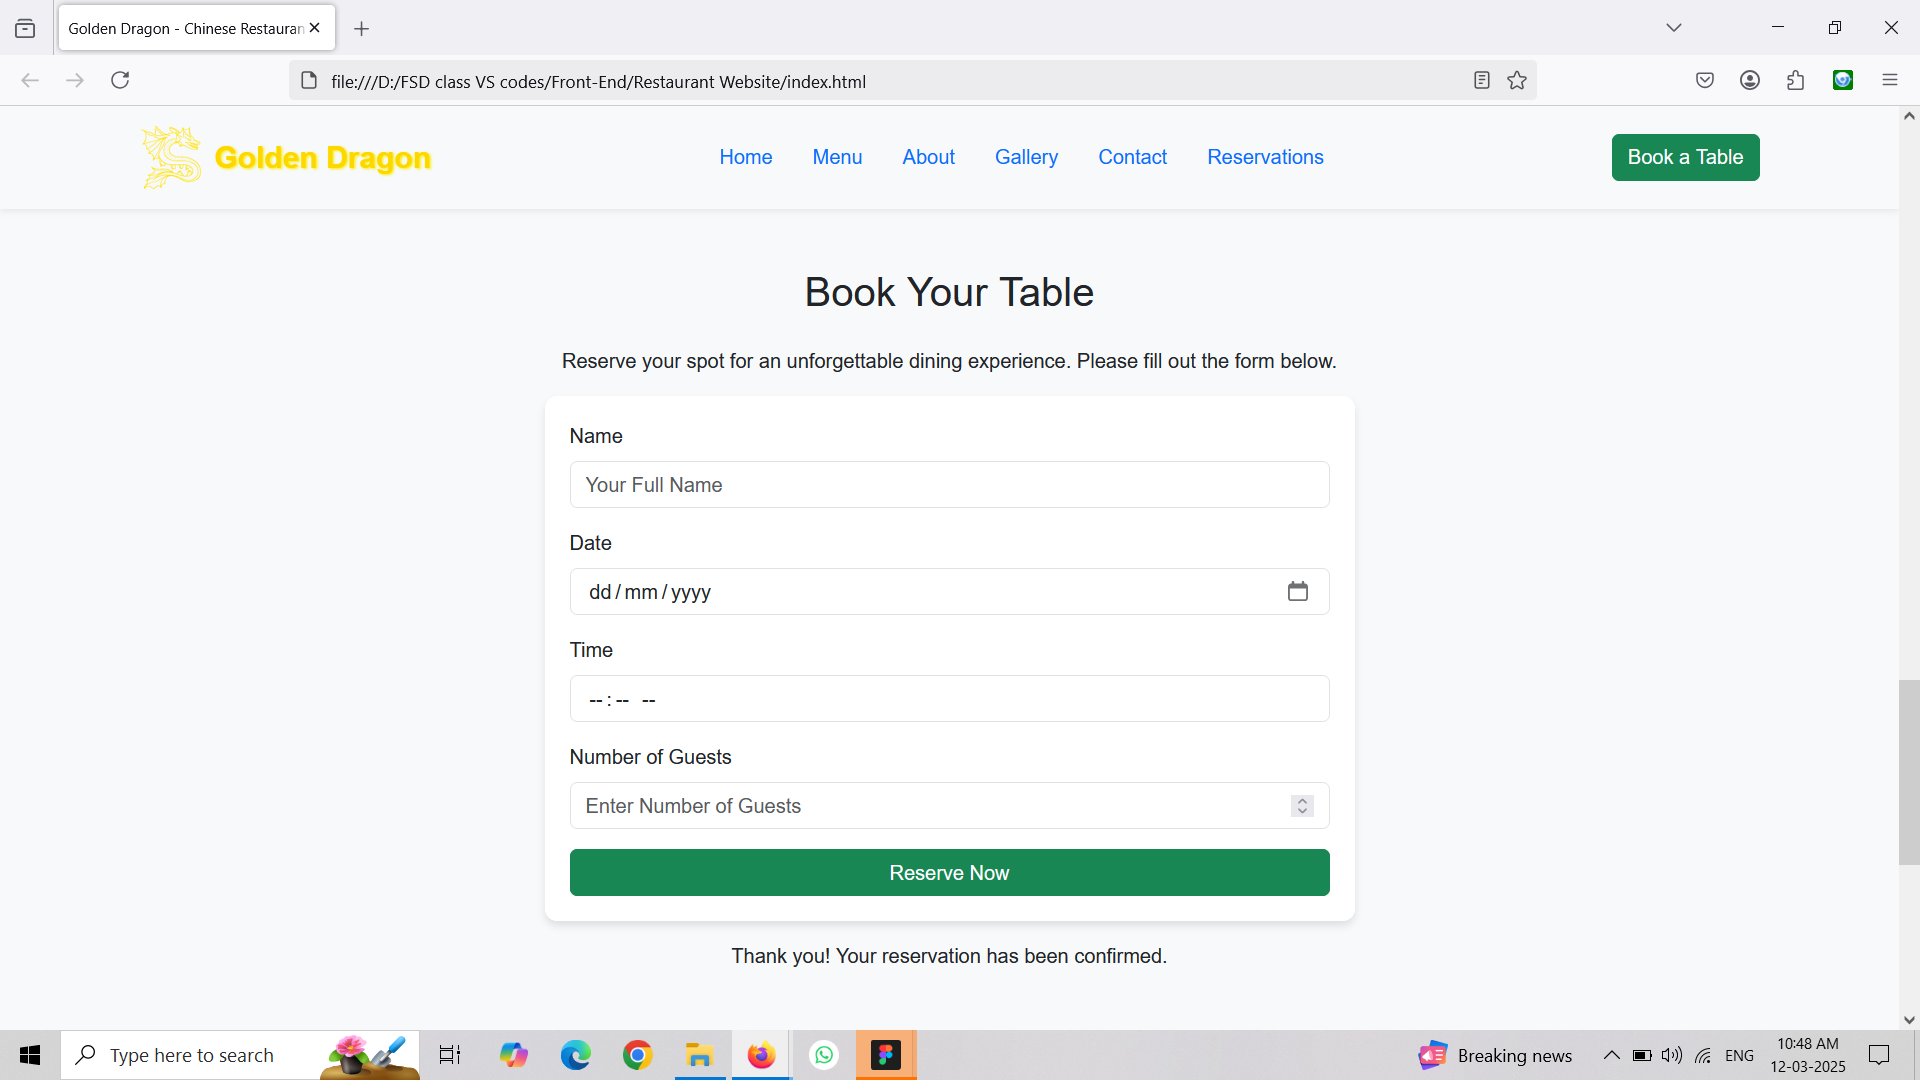 Golden Dragon - Chinese Restauran
file:///D:/FSD class VS codes/Front-End/Restaurant Website/index.html
Golden Dragon
Home Menu About Gallery Contact Reservations
Book a Table
Book Your Table
Reserve your spot for an unforgettable dining experience. Please fill out the form below.
Name
Your Full Name
Date
dd/mm/yyyy
Time
--:-- --
Number of Guests
Enter Number of Guests
Reserve Now
Thank you! Your reservation has been confirmed.
Type here to search
Breaking news
ENG
10:48 AM
12-03-2025